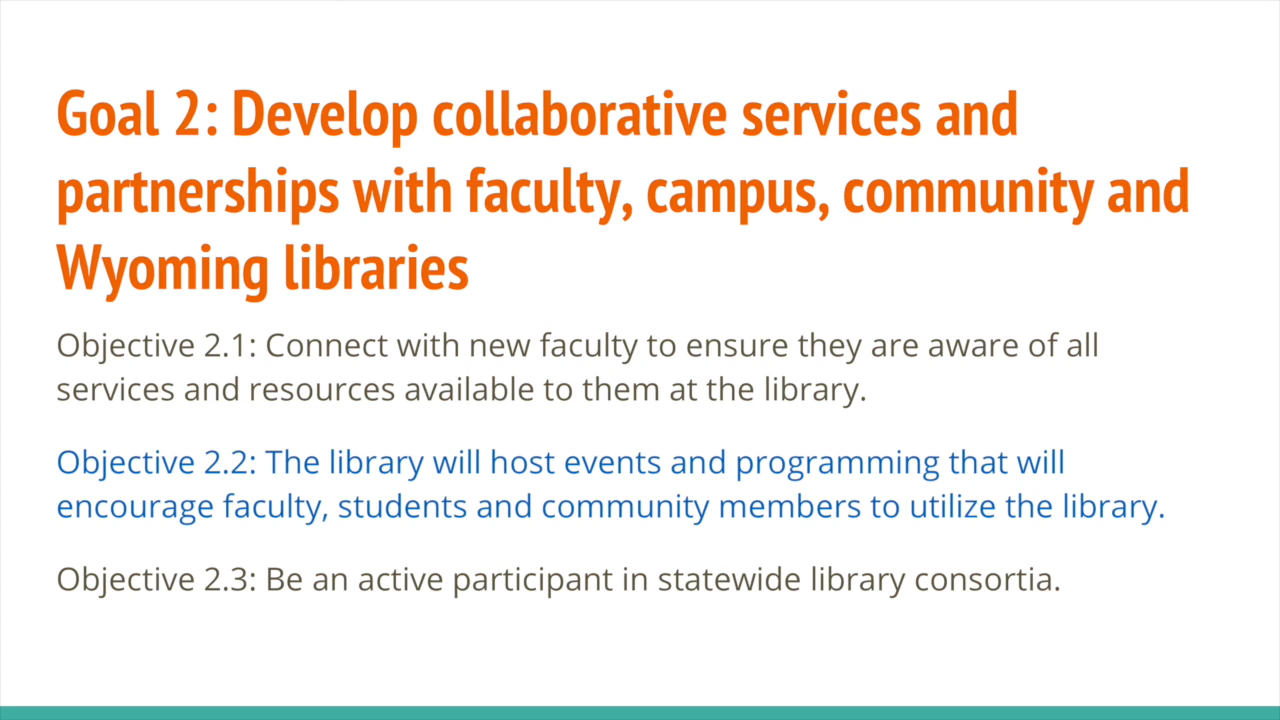 Goal 2: Develop collaborative services and
partnerships with faculty, campus, community and
Wyoming libraries
Objective 2.1: Connect with new faculty to ensure they are aware of all
services and resources available to them at the library.
Objective 2.2: The library will host events and programming that will
encourage faculty, students and community members to utilize the library.
Objective 2.3: Be an active participant in statewide library consortia.